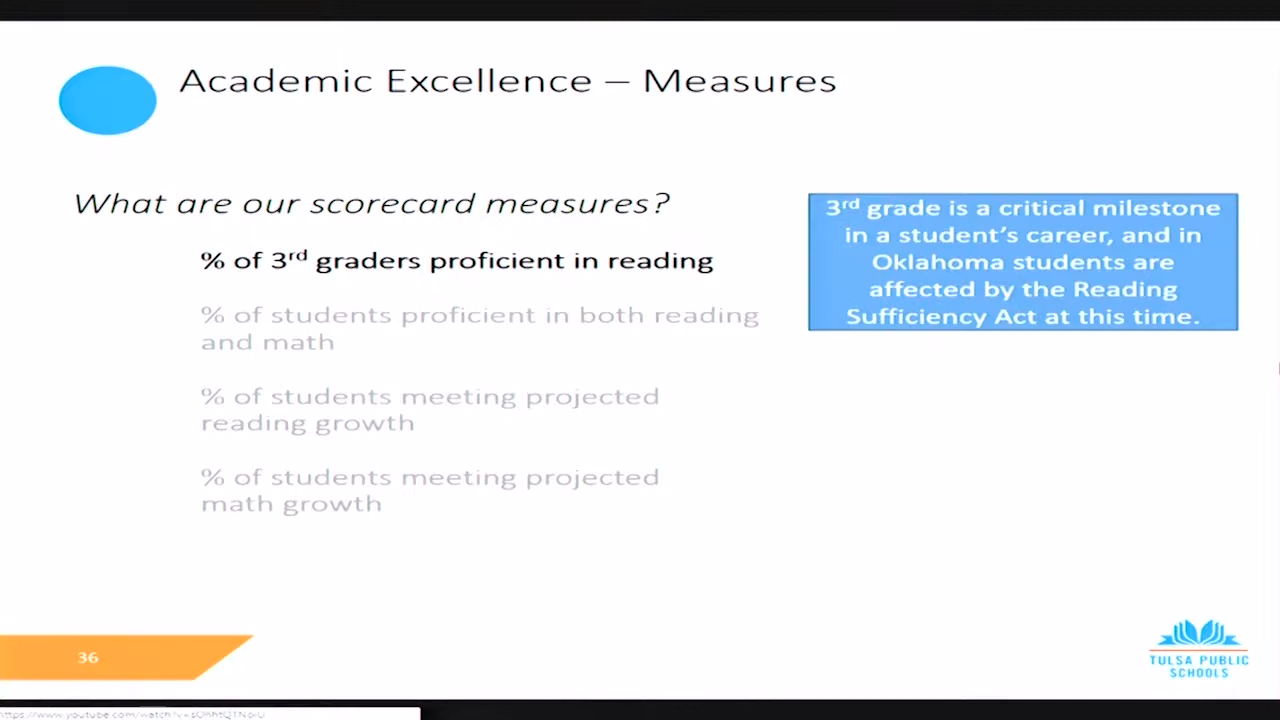 Academic Excellence – Measures
What are our scorecard measures?
% of 3rd graders proficient in reading
% of students proficient in both reading
and math
% of students meeting projected
reading growth
% of students meeting projected
math growth
3rd grade is a critical milestone
in a student's career, and in
Oklahoma students are
affected by the Reading
Sufficiency Act at this time.
36
TULSA PUBLIC
SCHOOLS